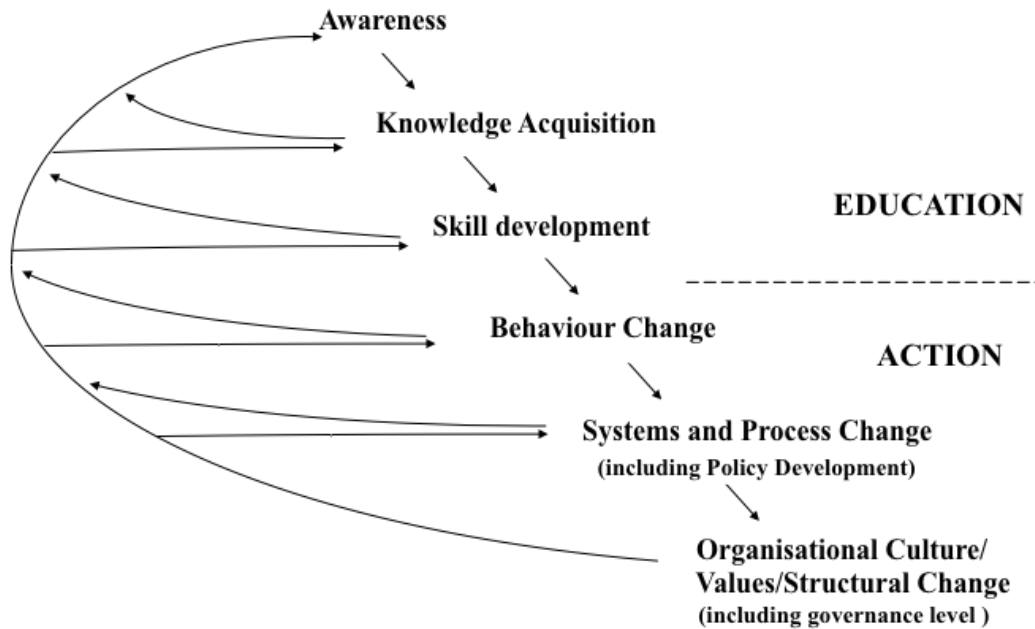 Awareness
Knowledge Acquisition
Skill development
EDUCATION
Behaviour Change
ACTION
Systems and Process Change
(including Policy Development)
Organisational Culture/
Values/Structural Change
(including governance level )